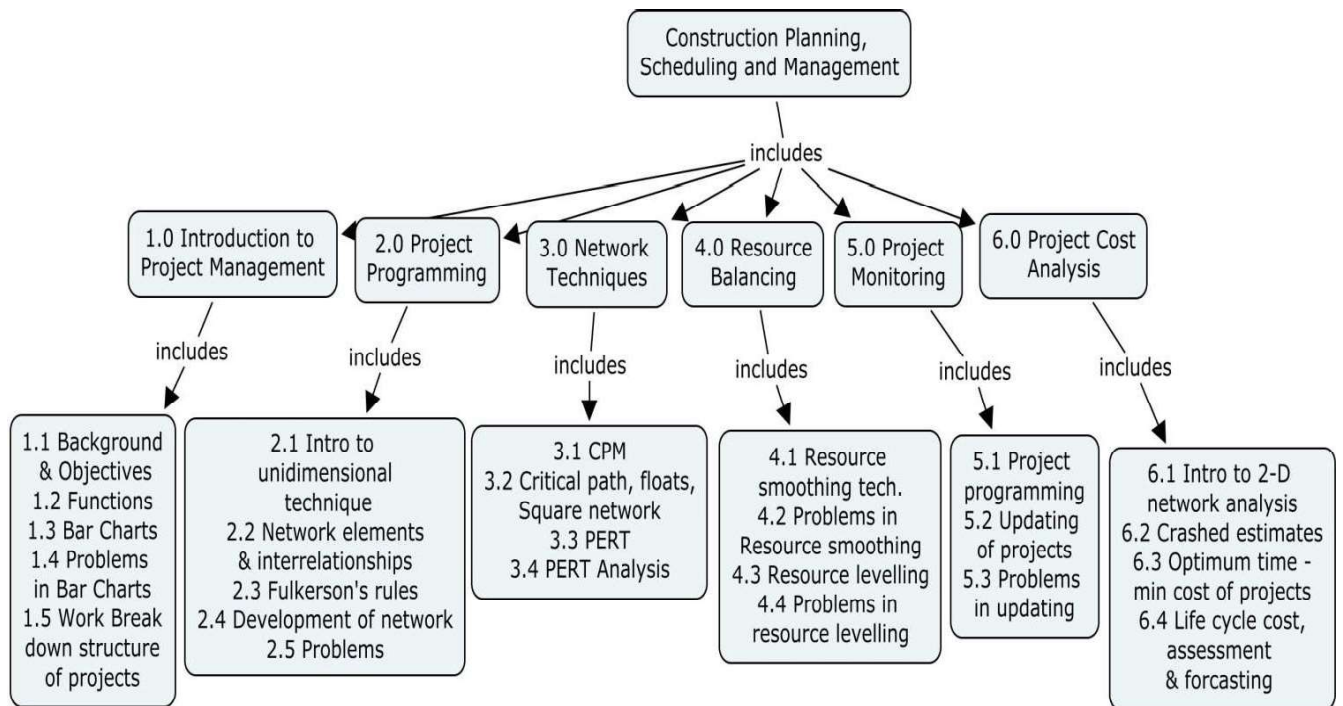 Construction Planning,
Scheduling and Management
includes
1.0 Introduction to
Project Management
2.0 Project
Programming
3.0 Network
Techniques
4.0 Resource
Balancing
5.0 Project
Monitoring
6.0 Project Cost
Analysis
includes
includes
includes
includes
includes
includes
1.1 Background
& Objectives
1.2 Functions
1.3 Bar Charts
1.4 Problems
in Bar Charts
1.5 Work Break
down structure
of projects
2.1 Intro to
unidimensional
technique
2.2 Network elements
& interrelationships
2.3 Fulkerson's rules
2.4 Development of network
2.5 Problems
3.1 CPM
3.2 Critical path, floats,
Square network
3.3 PERT
3.4 PERT Analysis
4.1 Resource
smoothing tech.
4.2 Problems in
Resource smoothing
4.3 Resource levelling
4.4 Problems in
resource levelling
5.1 Project
programming
5.2 Updating
of projects
5.3 Problems
in updating
6.1 Intro to 2-D
network analysis
6.2 Crashed estimates
6.3 Optimum time -
min cost of projects
6.4 Life cycle cost,
assessment
& forcasting